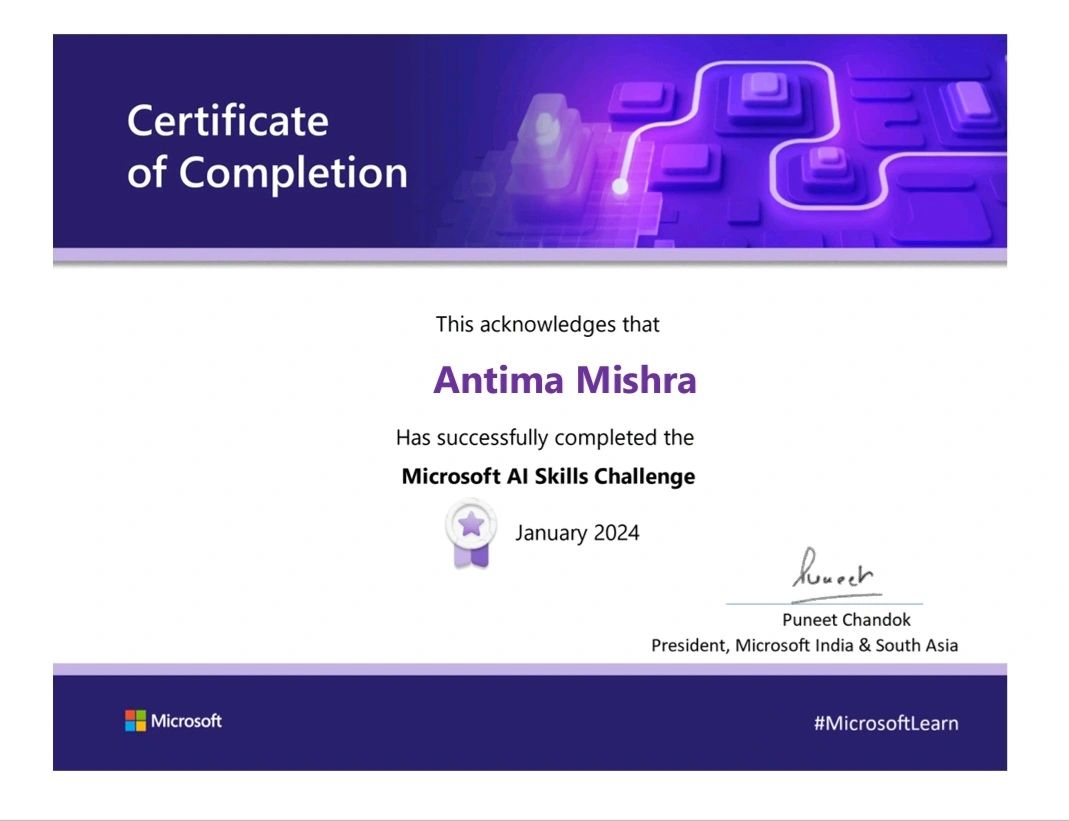 Certificate
of Completion
This acknowledges that
Antima Mishra
Has successfully completed the
Microsoft AI Skills Challenge
January 2024
Puneet
Puneet Chandok
President, Microsoft India & South Asia
Microsoft
#MicrosoftLearn